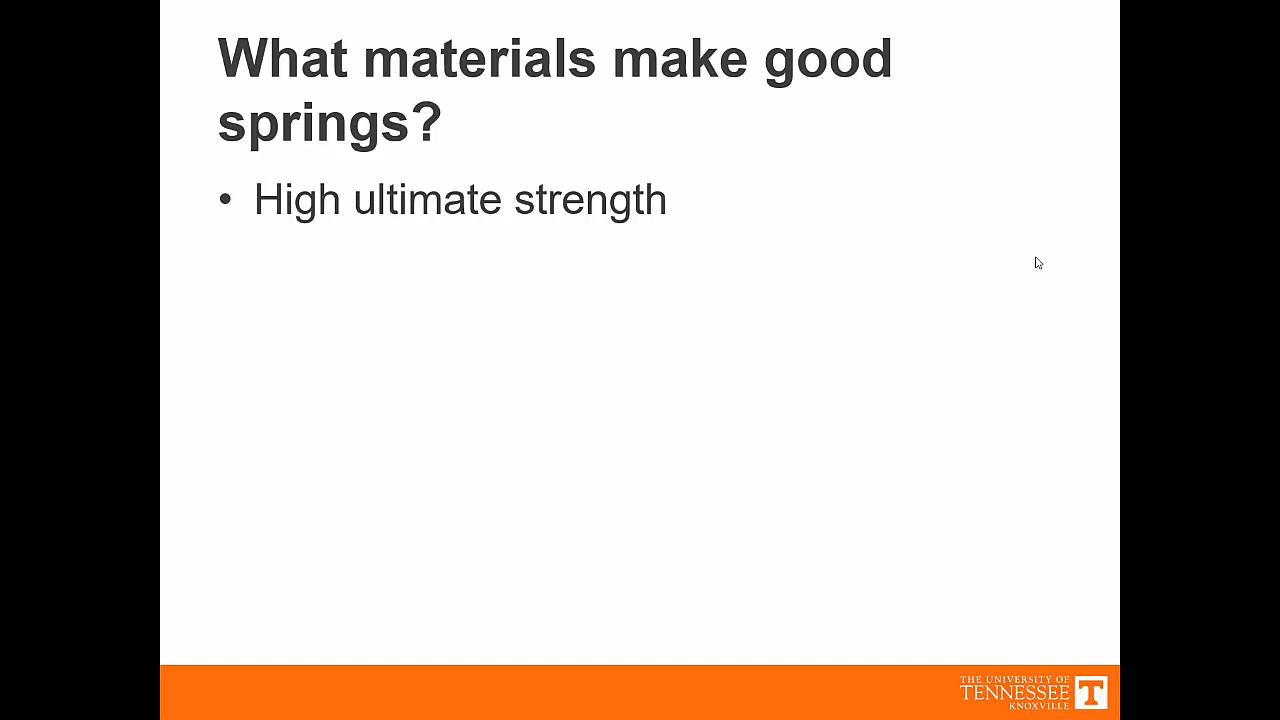 What materials make good
springs?
• High ultimate strength
THE UNIVERSITY OF
TENNESSEE
KNOXVILLE
T